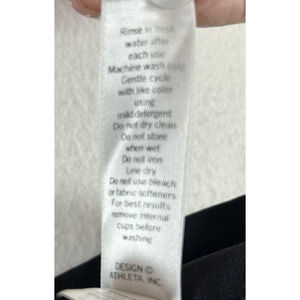 Rinse in fresh
water after
each use
Machine wash cold
Gentle cycle
with like color
using
mild detergent
Do not dry clean
Do not store
when wet
Do not iron
Line dry
Do not use bleach
or fabric softeners
For best results
remove internal
cups before
washing
DESIGN ©
ATHLETA, INC.